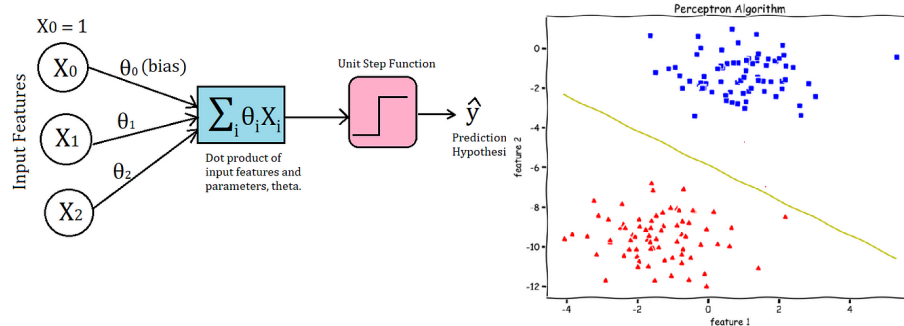 X0 = 1
Input Features
X0
X1
X2
θ0 (bias)
θ1
θ2
∑i θi Xi
Dot product of
input features and
parameters, theta.
Unit Step Function
ŷ
Prediction
Hypothesi
Perceptron Algorithm
feature 2
0
-2
-4
-6
-8
-10
-12
-4
-2
0
2
4
feature 1